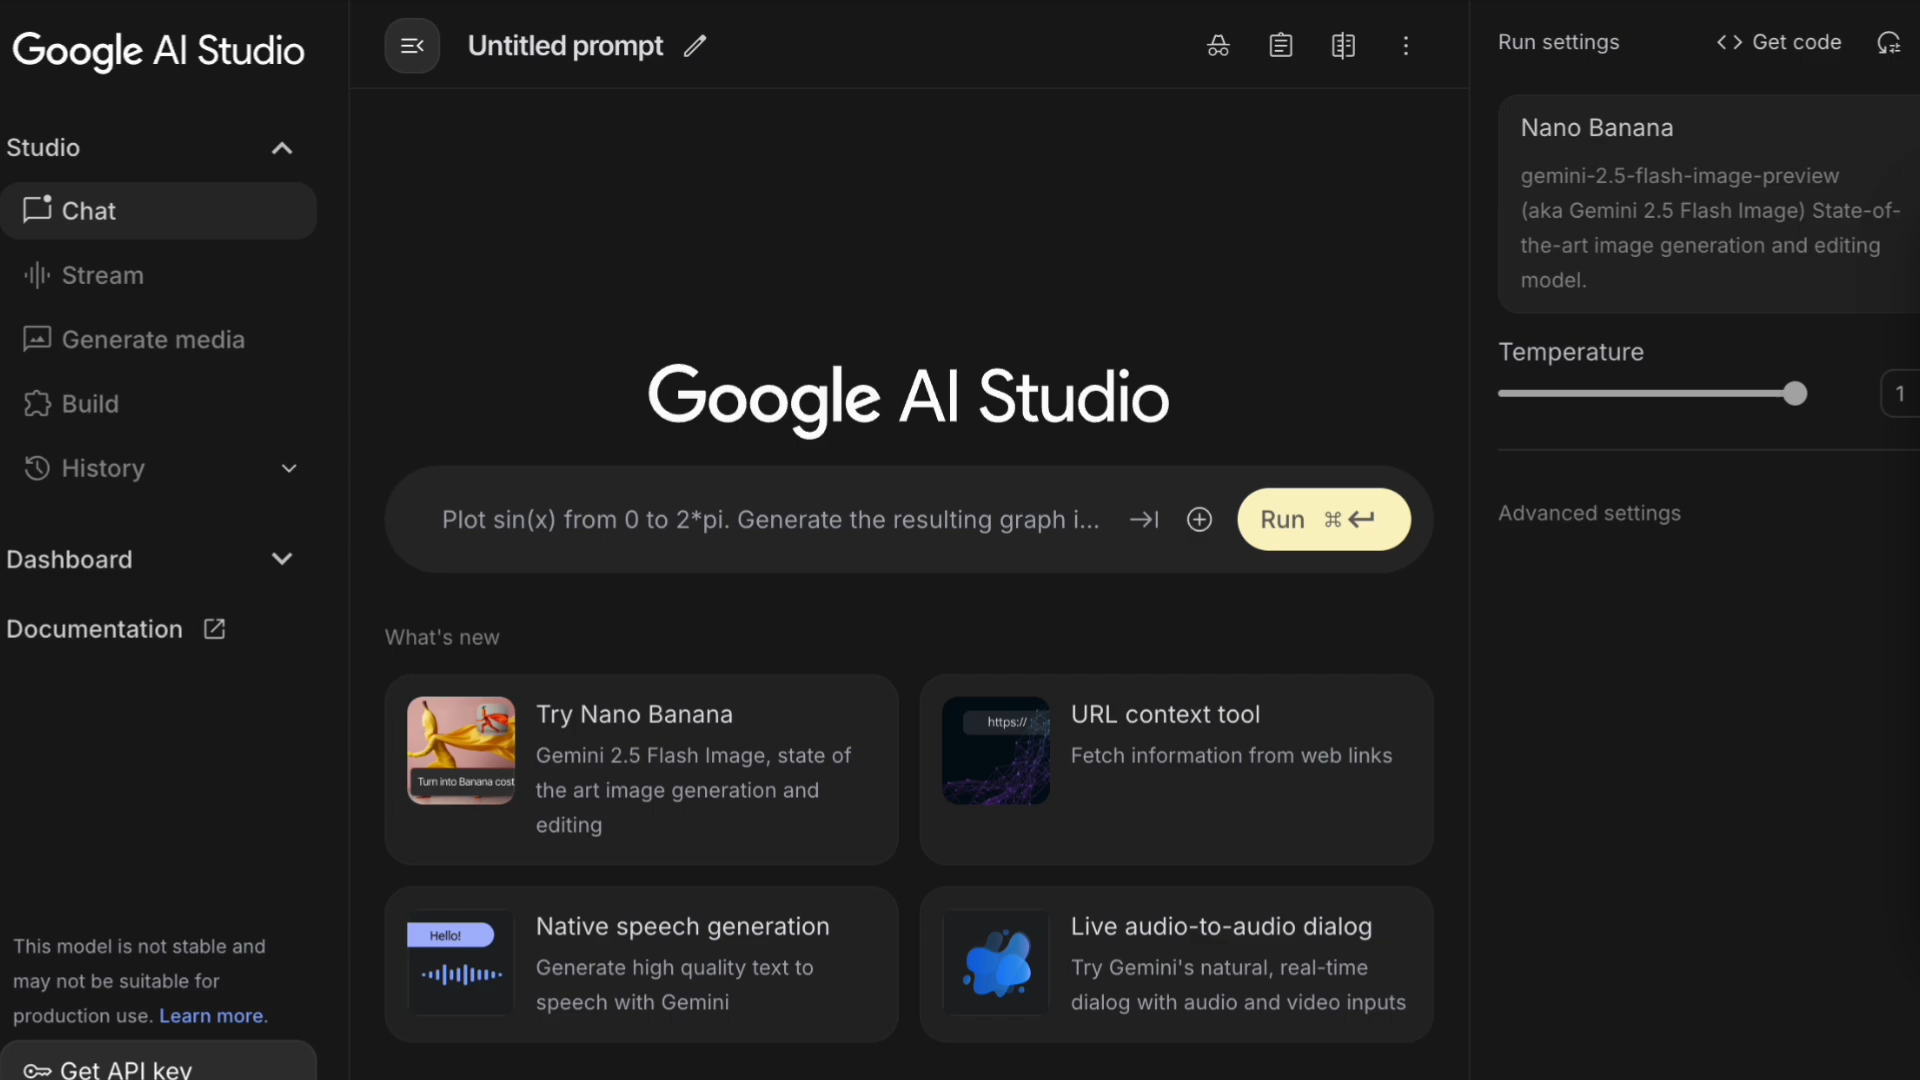 Google AI Studio
Studio
Chat
Stream
Generate media
Build
History
Dashboard
Documentation
This model is not stable and
may not be suitable for
production use. Learn more.
Get API key
Untitled prompt
Google AI Studio
Plot sin(x) from 0 to 2*pi. Generate the resulting graph i...
Run ⌘
What's new
Try Nano Banana
Gemini 2.5 Flash Image, state of
the art image generation and
editing
Turn into Banana cost
URL context tool
Fetch information from web links
https://
Native speech generation
Generate high quality text to
speech with Gemini
Hello!
Live audio-to-audio dialog
Try Gemini's natural, real-time
dialog with audio and video inputs
Run settings
<> Get code
Nano Banana
gemini-2.5-flash-image-preview
(aka Gemini 2.5 Flash Image) State-of-
the-art image generation and editing
model.
Temperature
1
Advanced settings